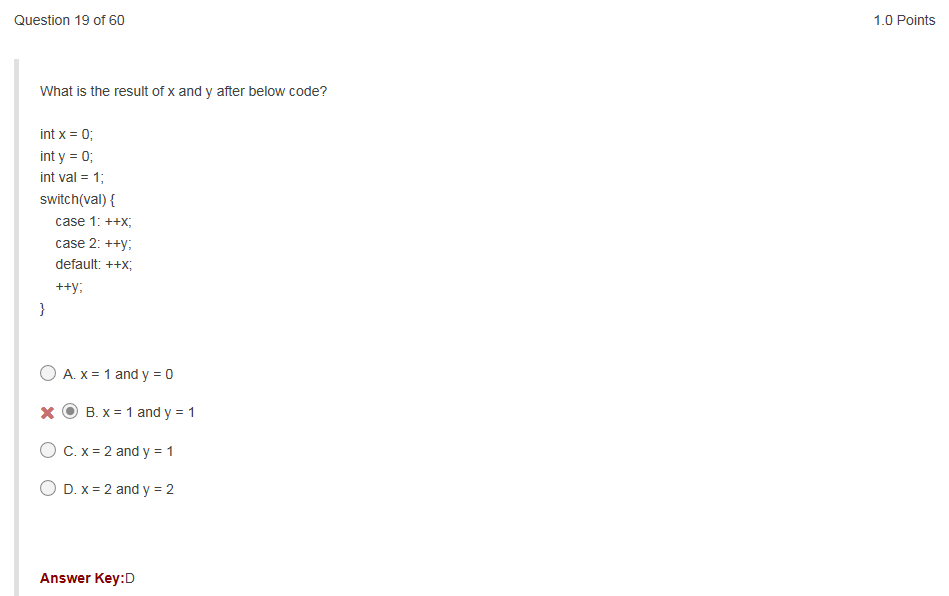 Question 19 of 60
1.0 Points
What is the result of x and y after below code?
int x = 0;
int y = 0;
int val = 1;
switch(val) {
case 1: ++x;
case 2: ++y;
default: ++x;
++y;
}
A. x = 1 and y = 0
B. x = 1 and y = 1
C. x = 2 and y = 1
D. x = 2 and y = 2
Answer Key:D